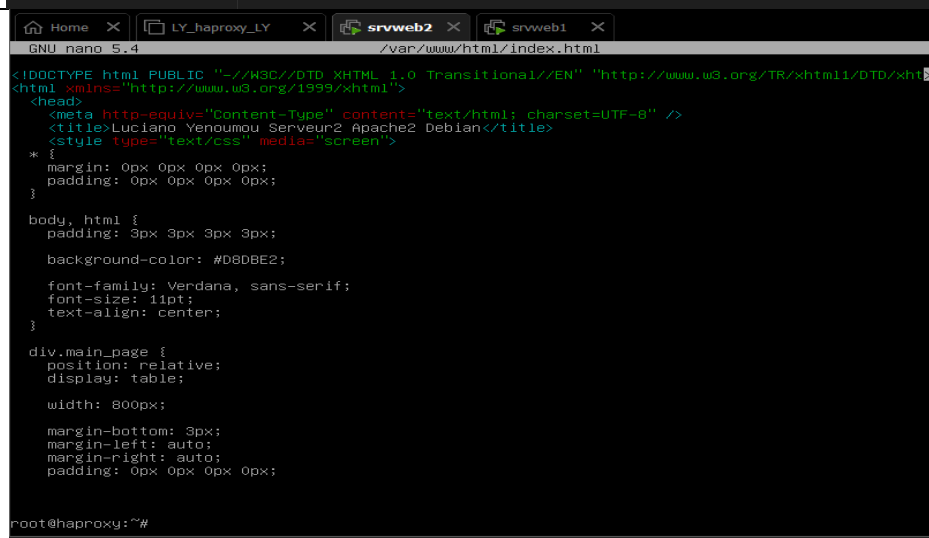 Home × LY_haproxy_LY × srvweb2 × srvweb1 ×
GNU nano 5.4 /var/www/html/index.html
<!DOCTYPE html PUBLIC "-//W3C//DTD XHTML 1.0 Transitional//EN" "http://www.w3.org/TR/xhtml1/DTD/xht>
<html xmlns="http://www.w3.org/1999/xhtml">
  <head>
    <meta http-equiv="Content-Type" content="text/html; charset=UTF-8" />
    <title>Luciano Yenoumou Serveur2 Apache2 Debian</title>
    <style type="text/css" media="screen">
  * {
    margin: 0px 0px 0px 0px;
    padding: 0px 0px 0px 0px;
  }
  body, html {
    padding: 3px 3px 3px 3px;
    background-color: #D8DBE2;
    font-family: Verdana, sans-serif;
    font-size: 11pt;
    text-align: center;
  }
  div.main_page {
    position: relative;
    display: table;
    width: 800px;
    margin-bottom: 3px;
    margin-left: auto;
    margin-right: auto;
    padding: 0px 0px 0px 0px;
root@haproxy:~#